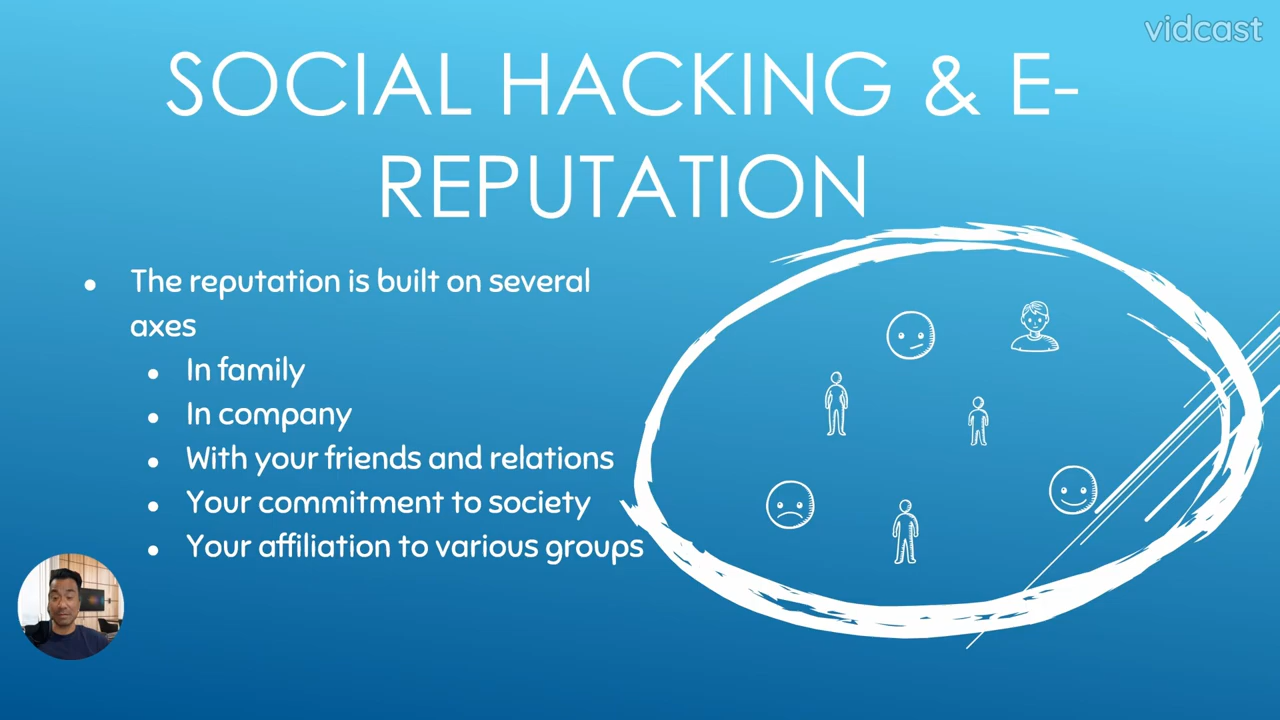 vidcast
SOCIAL HACKING & E-
REPUTATION
• The reputation is built on several
axes
• In family
• In company
• With your friends and relations
• Your commitment to society
• Your affiliation to various groups